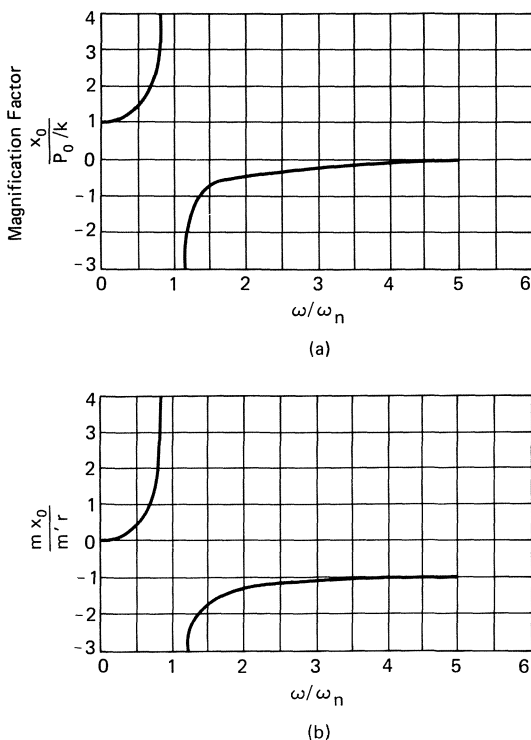 4
3
2
1
0
-1
-2
-3
Magnification Factor
x₀
P₀/k
0 1 2 3 4 5 6
ω/ωₙ
(a)
4
3
2
1
0
-1
-2
-3
m x₀
m′ r
0 1 2 3 4 5 6
ω/ωₙ
(b)